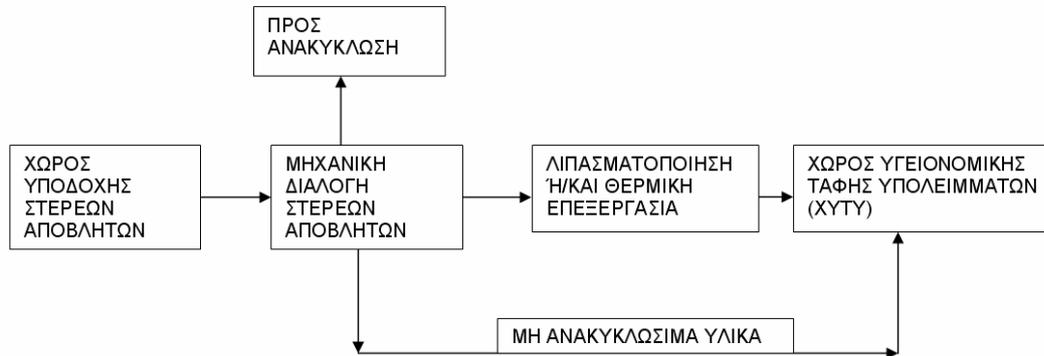 ΠΡΟΣ
ΑΝΑΚΥΚΛΩΣΗ
ΧΩΡΟΣ
ΥΠΟΔΟΧΗΣ
ΣΤΕΡΕΩΝ
ΑΠΟΒΛΗΤΩΝ
ΜΗΧΑΝΙΚΗ
ΔΙΑΛΟΓΗ
ΣΤΕΡΕΩΝ
ΑΠΟΒΛΗΤΩΝ
ΛΙΠΑΣΜΑΤΟΠΟΙΗΣΗ
Ή/ΚΑΙ ΘΕΡΜΙΚΗ
ΕΠΕΞΕΡΓΑΣΙΑ
ΧΩΡΟΣ ΥΓΕΙΟΝΟΜΙΚΗΣ
ΤΑΦΗΣ ΥΠΟΛΕΙΜΜΑΤΩΝ
(ΧΥΤΥ)
ΜΗ ΑΝΑΚΥΚΛΩΣΙΜΑ ΥΛΙΚΑ